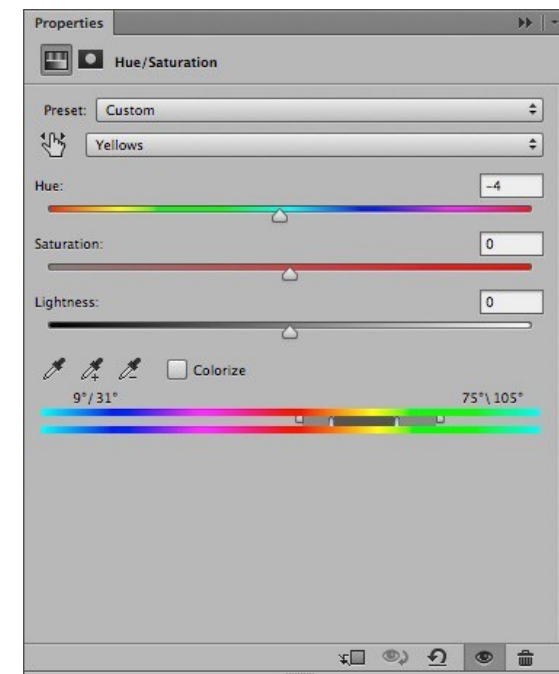 Properties
Hue/Saturation
Preset: Custom
Yellows
Hue: -4
Saturation: 0
Lightness: 0
Colorize
9°/31° 75°\105°